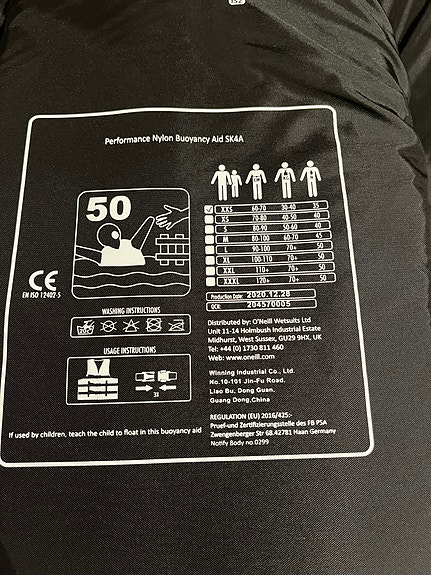 Performance Nylon Buoyancy Aid SK4A
50
XXS 60-70 30-40 35
XS 70-80 40-50 40
S 80-90 50-60 40
M 80-100 60-70 45
L 90-100 70+ 50
XL 100-110 70+ 50
XXL 110+ 70+ 50
XXXL 120+ 70+ 50
CE
EN ISO 12402-5
Production Date: 2020.12.28
QC#: 204570005
WASHING INSTRUCTIONS
USAGE INSTRUCTIONS
3X
Distributed by: O'Neill Wetsuits Ltd
Unit 11-14 Holmbush Industrial Estate
Midhurst, West Sussex, GU29 9HX, UK
Tel: +44 (0) 1730 811 460
Web: www.oneill.com
Winning Industrial Co., Ltd.
No.10-101 Jin-Fu Road,
Liao Bu, Dong Guan,
Guang Dong,China
REGULATION (EU) 2016/425:-
Pruef-und Zertifizierungsstelle des FB PSA
Zwengenberger Str 68.42781 Haan Germany
Notify Body no.0299
If used by children, teach the child to float in this buoyancy aid